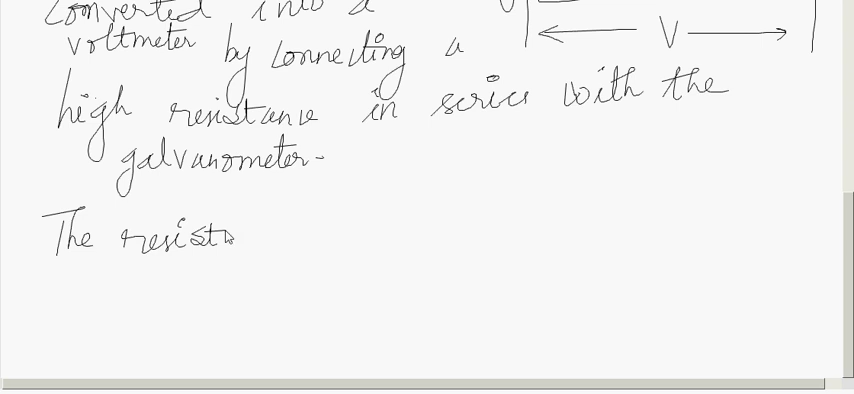 converted into a
voltmeter by connecting a
V
high resistance in series with the
galvanometer.
The resist